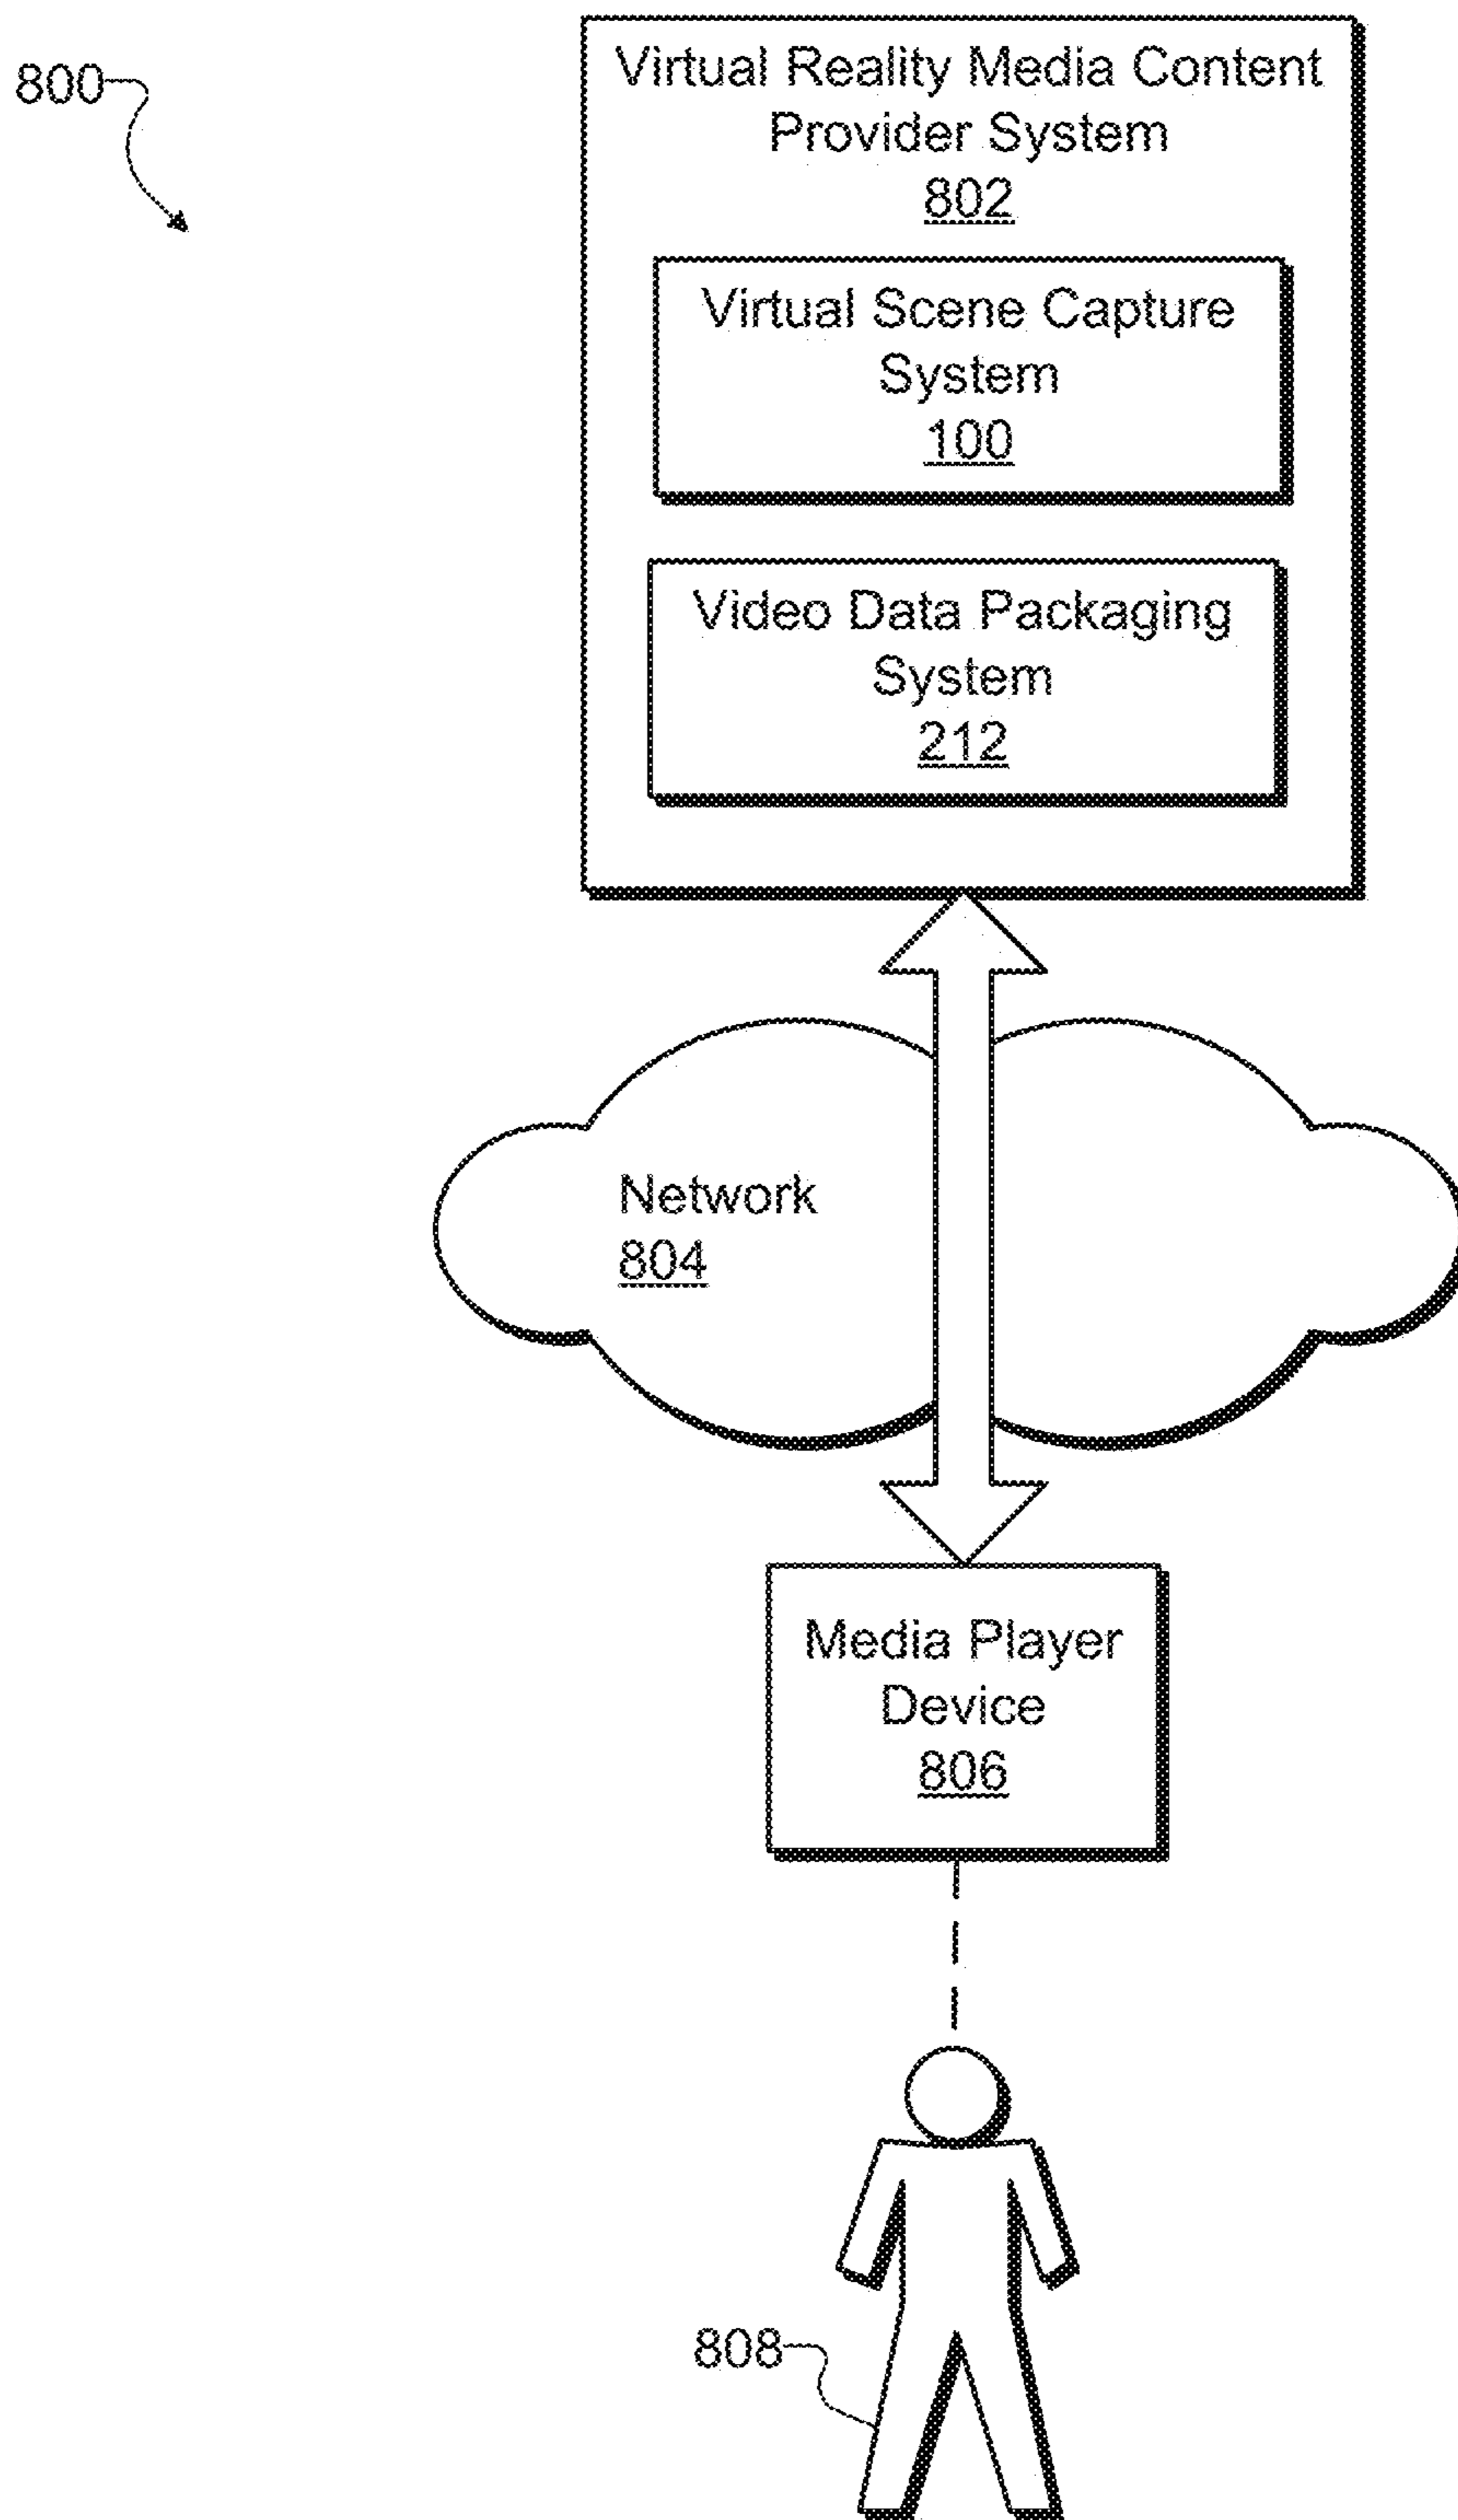 800
Virtual Reality Media Content
Provider System
802
Virtual Scene Capture
System
100
Video Data Packaging
System
212
Network
804
Media Player
Device
806
808